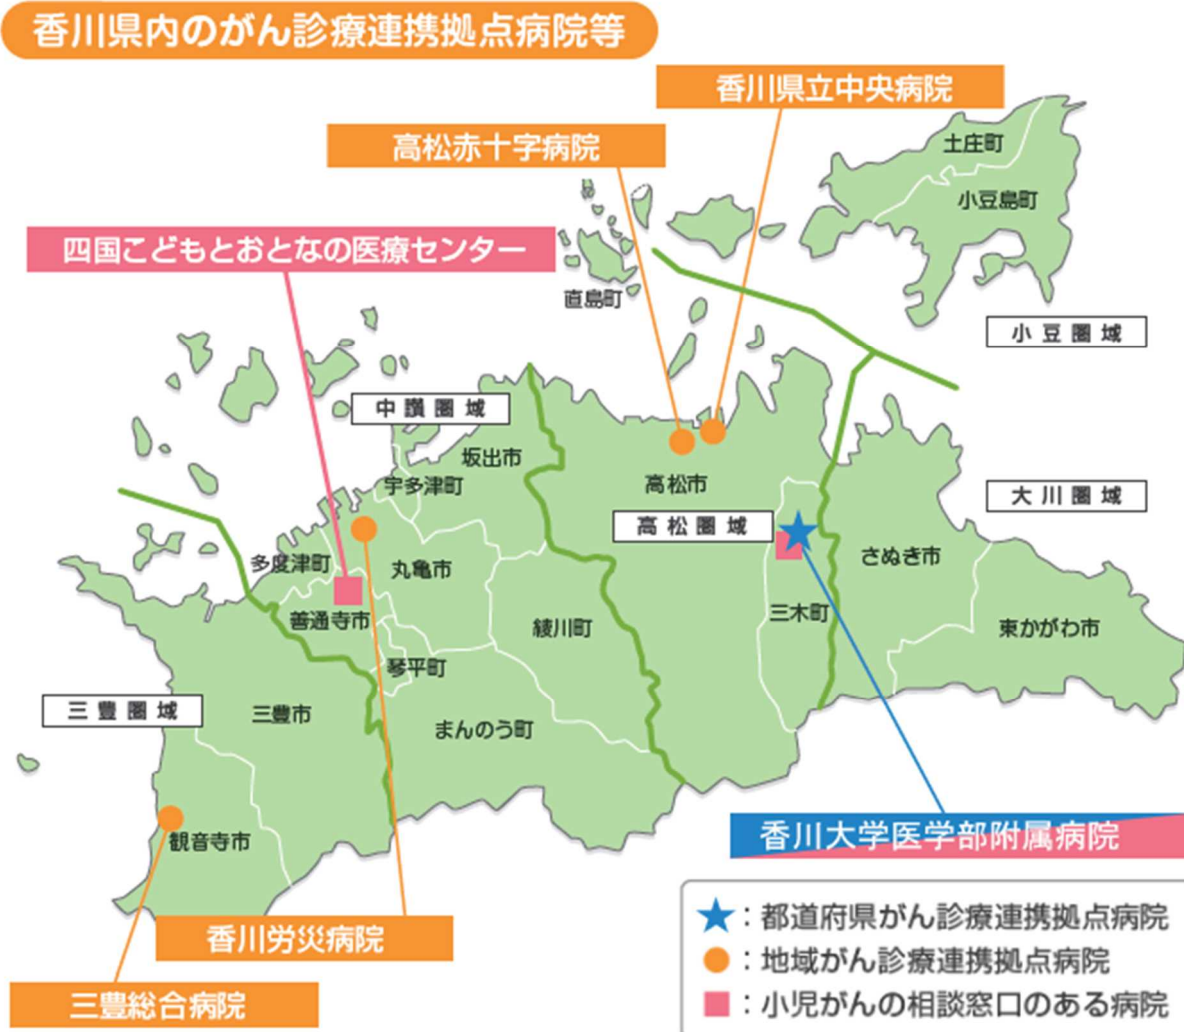 香川県内のがん診療連携拠点病院等
香川県立中央病院
高松赤十字病院
土庄町
小豆島町
四国こどもとおとなの医療センター
直島町
小豆圏域
中讃圏域
坂出市
宇多津町
高松市
大川圏域
高松圏域
多度津町
丸亀市
さぬき市
善通寺市
綾川町
三木町
東かがわ市
琴平町
三豊圏域
三豊市
まんのう町
観音寺市
香川大学医学部附属病院
香川労災病院
三豊総合病院
★：都道府県がん診療連携拠点病院
●：地域がん診療連携拠点病院
■：小児がんの相談窓口のある病院